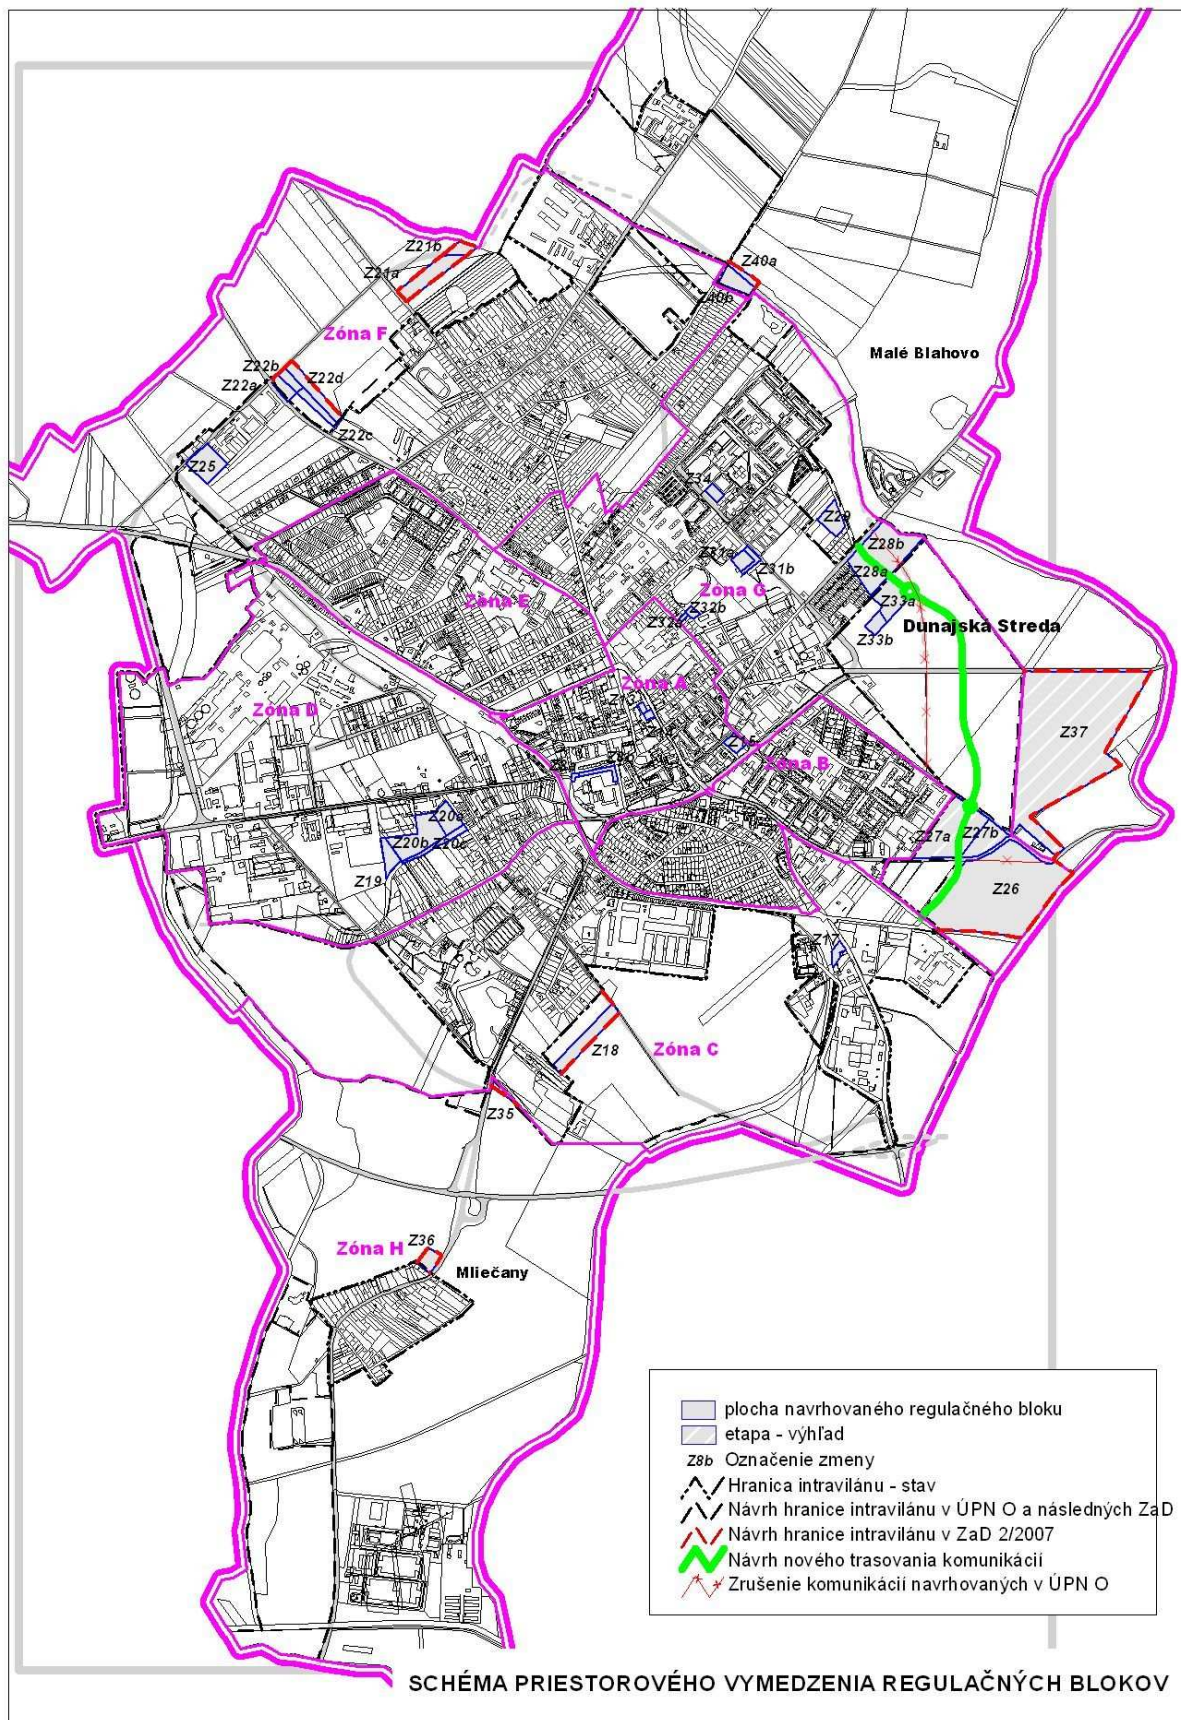 Z21b
Z21a
Z40a
Z40b
Zóna F
Malé Blahovo
Z22b
Z22d
Z22a
Z22c
Z25
Z34
Z29
Z28b
Z31a
Z31b
Z28a
Zóna E
Zóna G
Z33a
Z32b
Z32a
Dunajská Streda
Z33b
Zóna A
Zóna D
Z37
Z15
Zóna B
Z20a
Z27a
Z27b
Z20b
Z20c
Z19
Z26
Z18
Zóna C
Z35
Z36
Zóna H
Mliečany
plocha navrhovaného regulačného bloku
etapa - výhľad
Z8b Označenie zmeny
Hranica intravilánu - stav
Návrh hranice intravilánu v ÚPN O a následných ZaD
Návrh hranice intravilánu v ZaD 2/2007
Návrh nového trasovania komunikácií
Zrušenie komunikácií navrhovaných v ÚPN O
SCHÉMA PRIESTOROVÉHO VYMEDZENIA REGULAČNÝCH BLOKOV